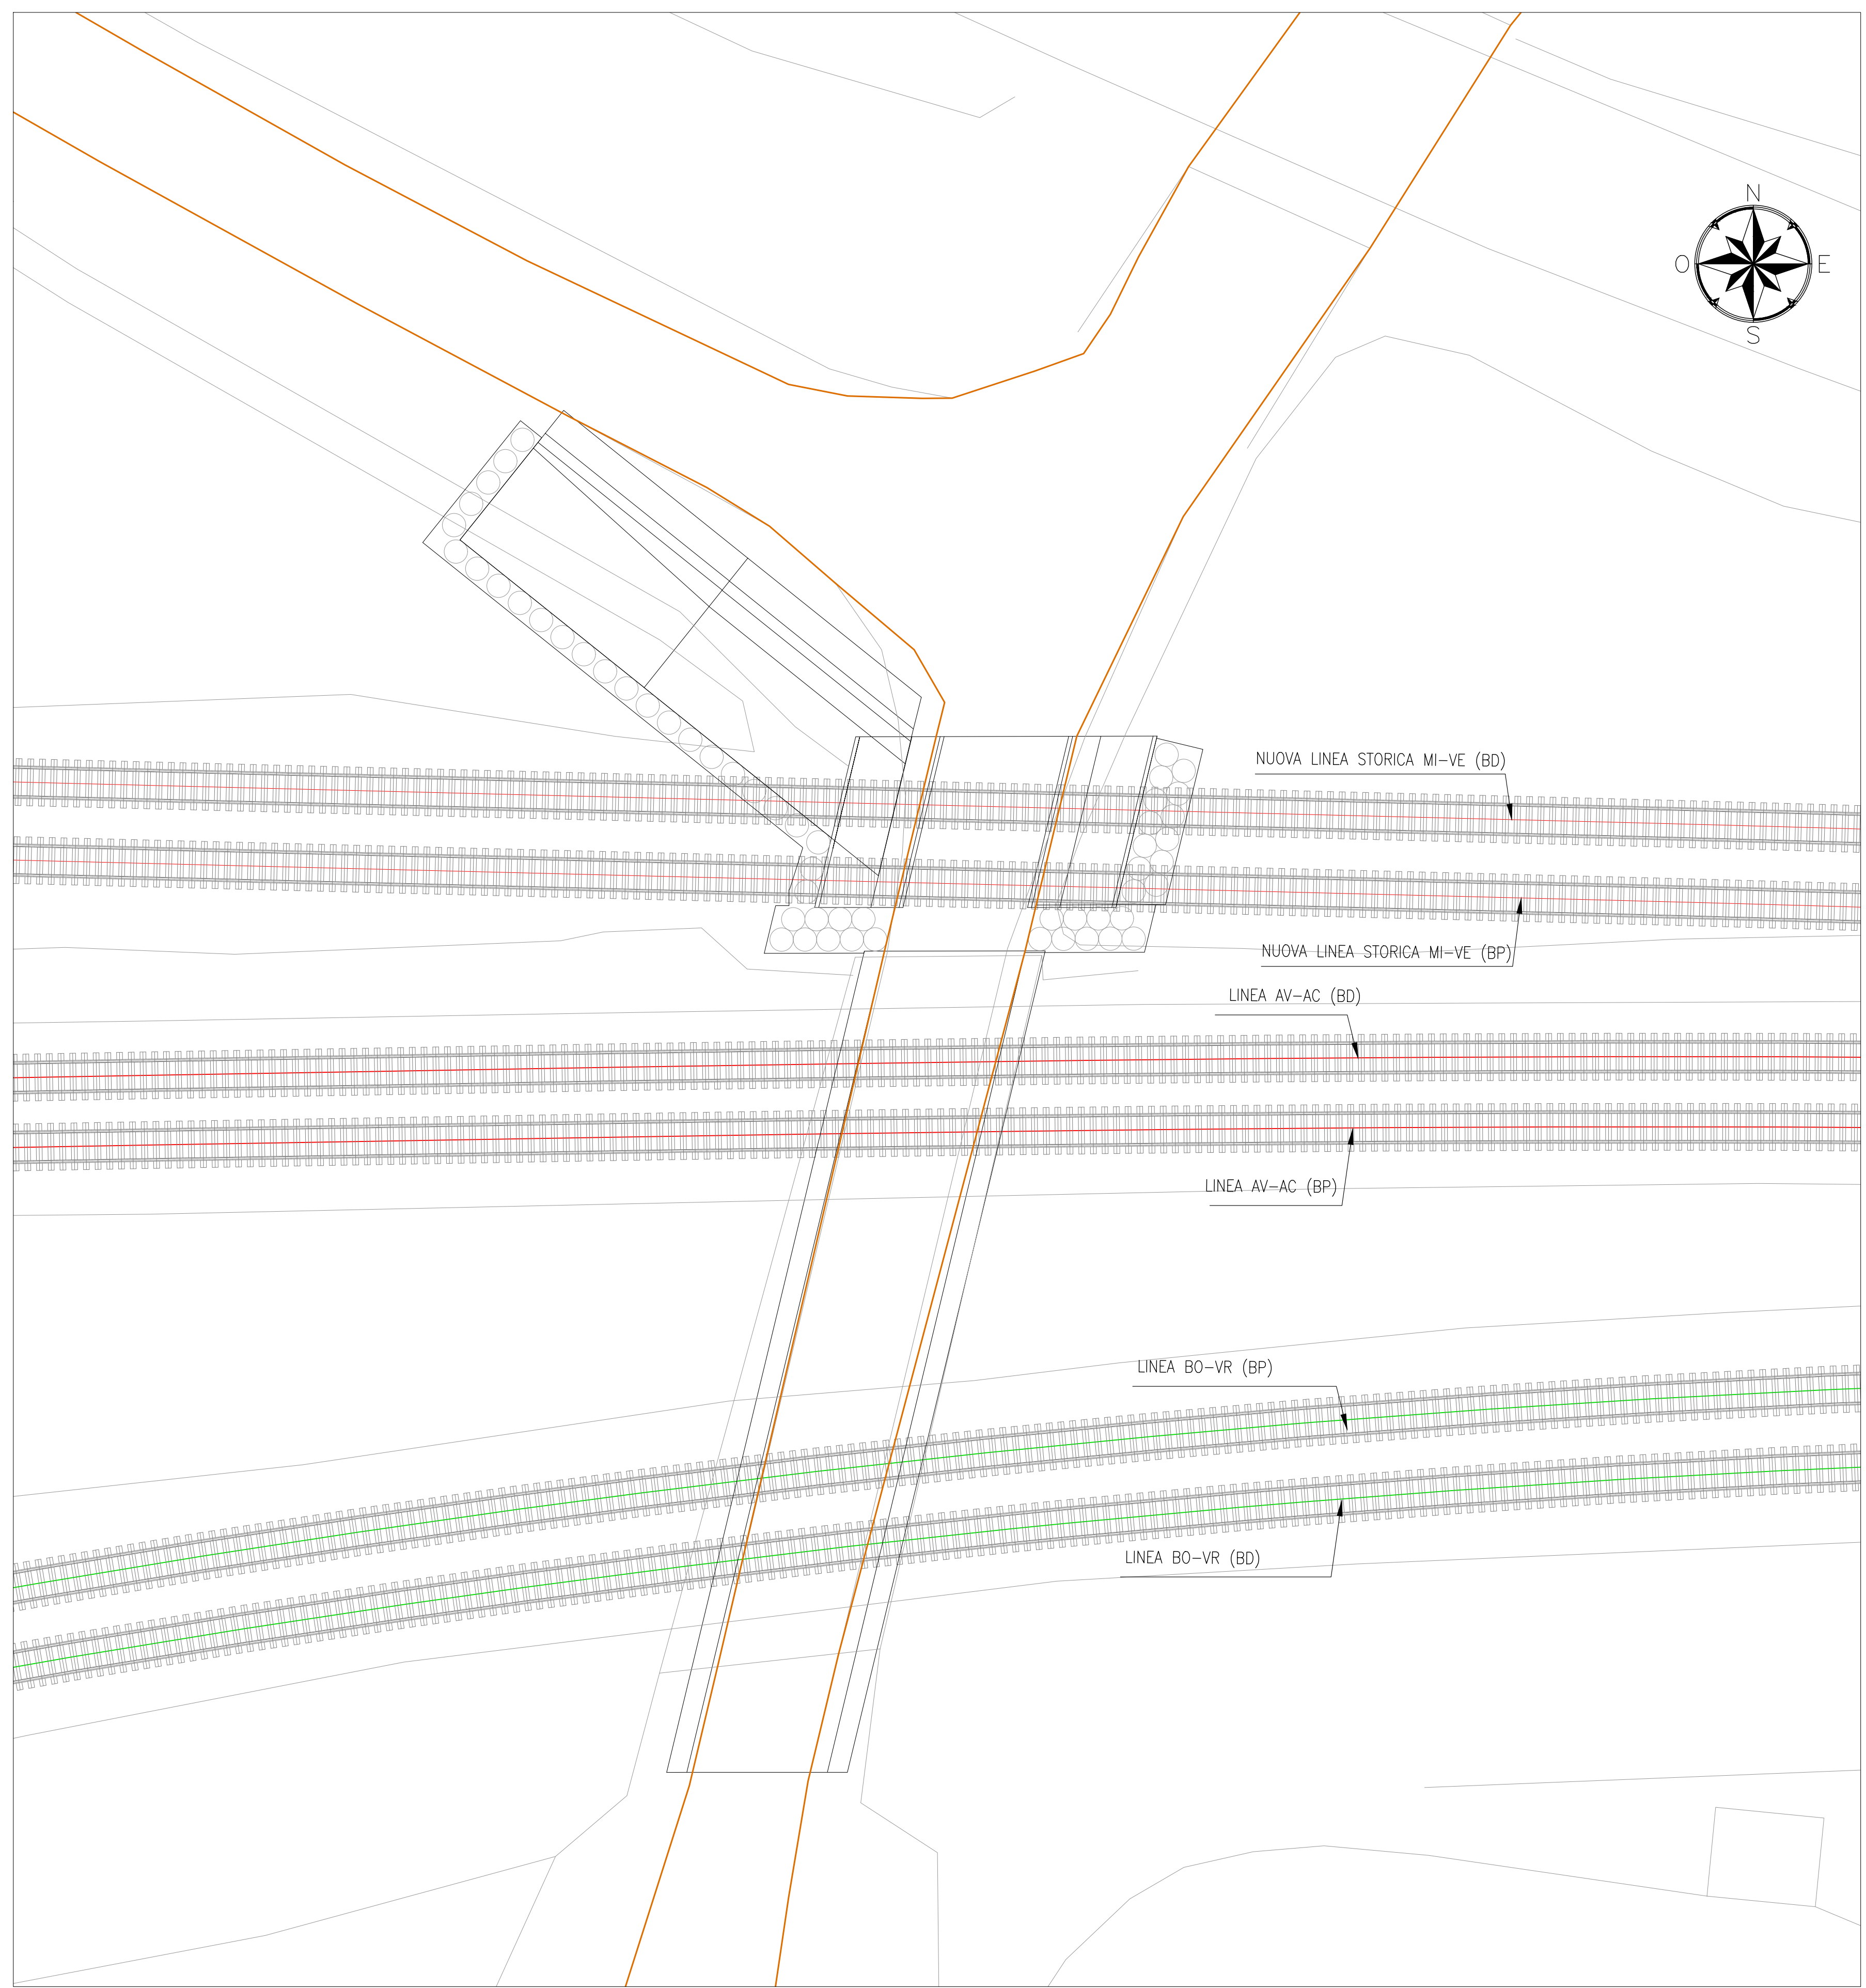 N
O
E
S
NUOVA LINEA STORICA MI-VE (BD)
NUOVA LINEA STORICA MI-VE (BP)
LINEA AV-AC (BD)
LINEA AV-AC (BP)
LINEA BO-VR (BP)
LINEA BO-VR (BD)